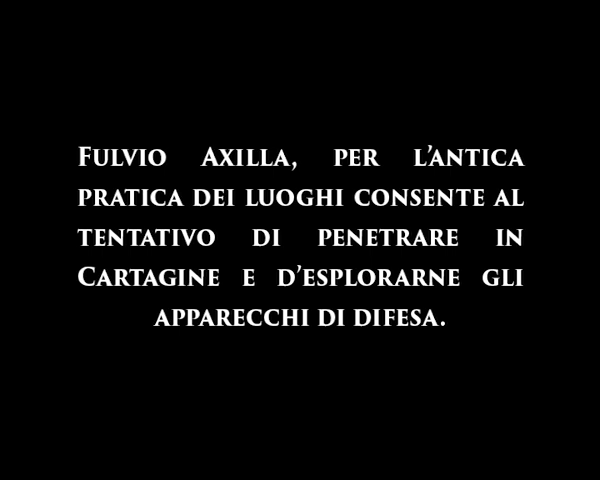 Fulvio Axilla, per l'antica
pratica dei luoghi consente al
tentativo di penetrare in
Cartagine e d'esplorarne gli
apparecchi di difesa.